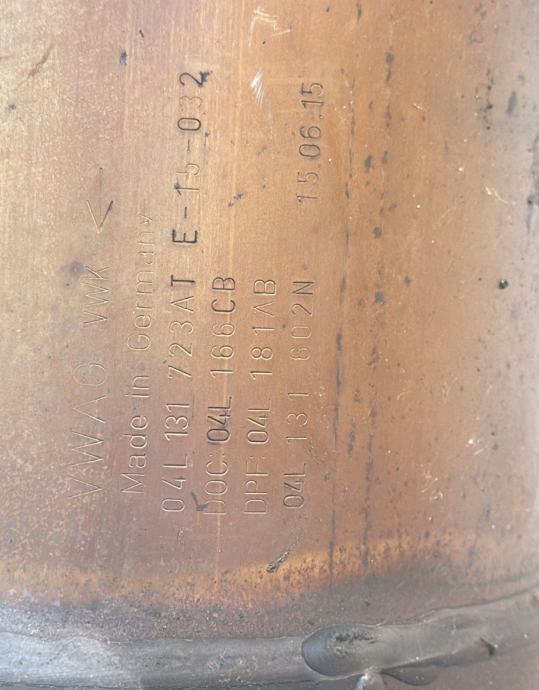 VWAG VWK <
Made in Germany
04L 131 723AT E-15-032
DOC 04L 166CB
DPF 04L 181AB
04L 131 602N 15.06.15